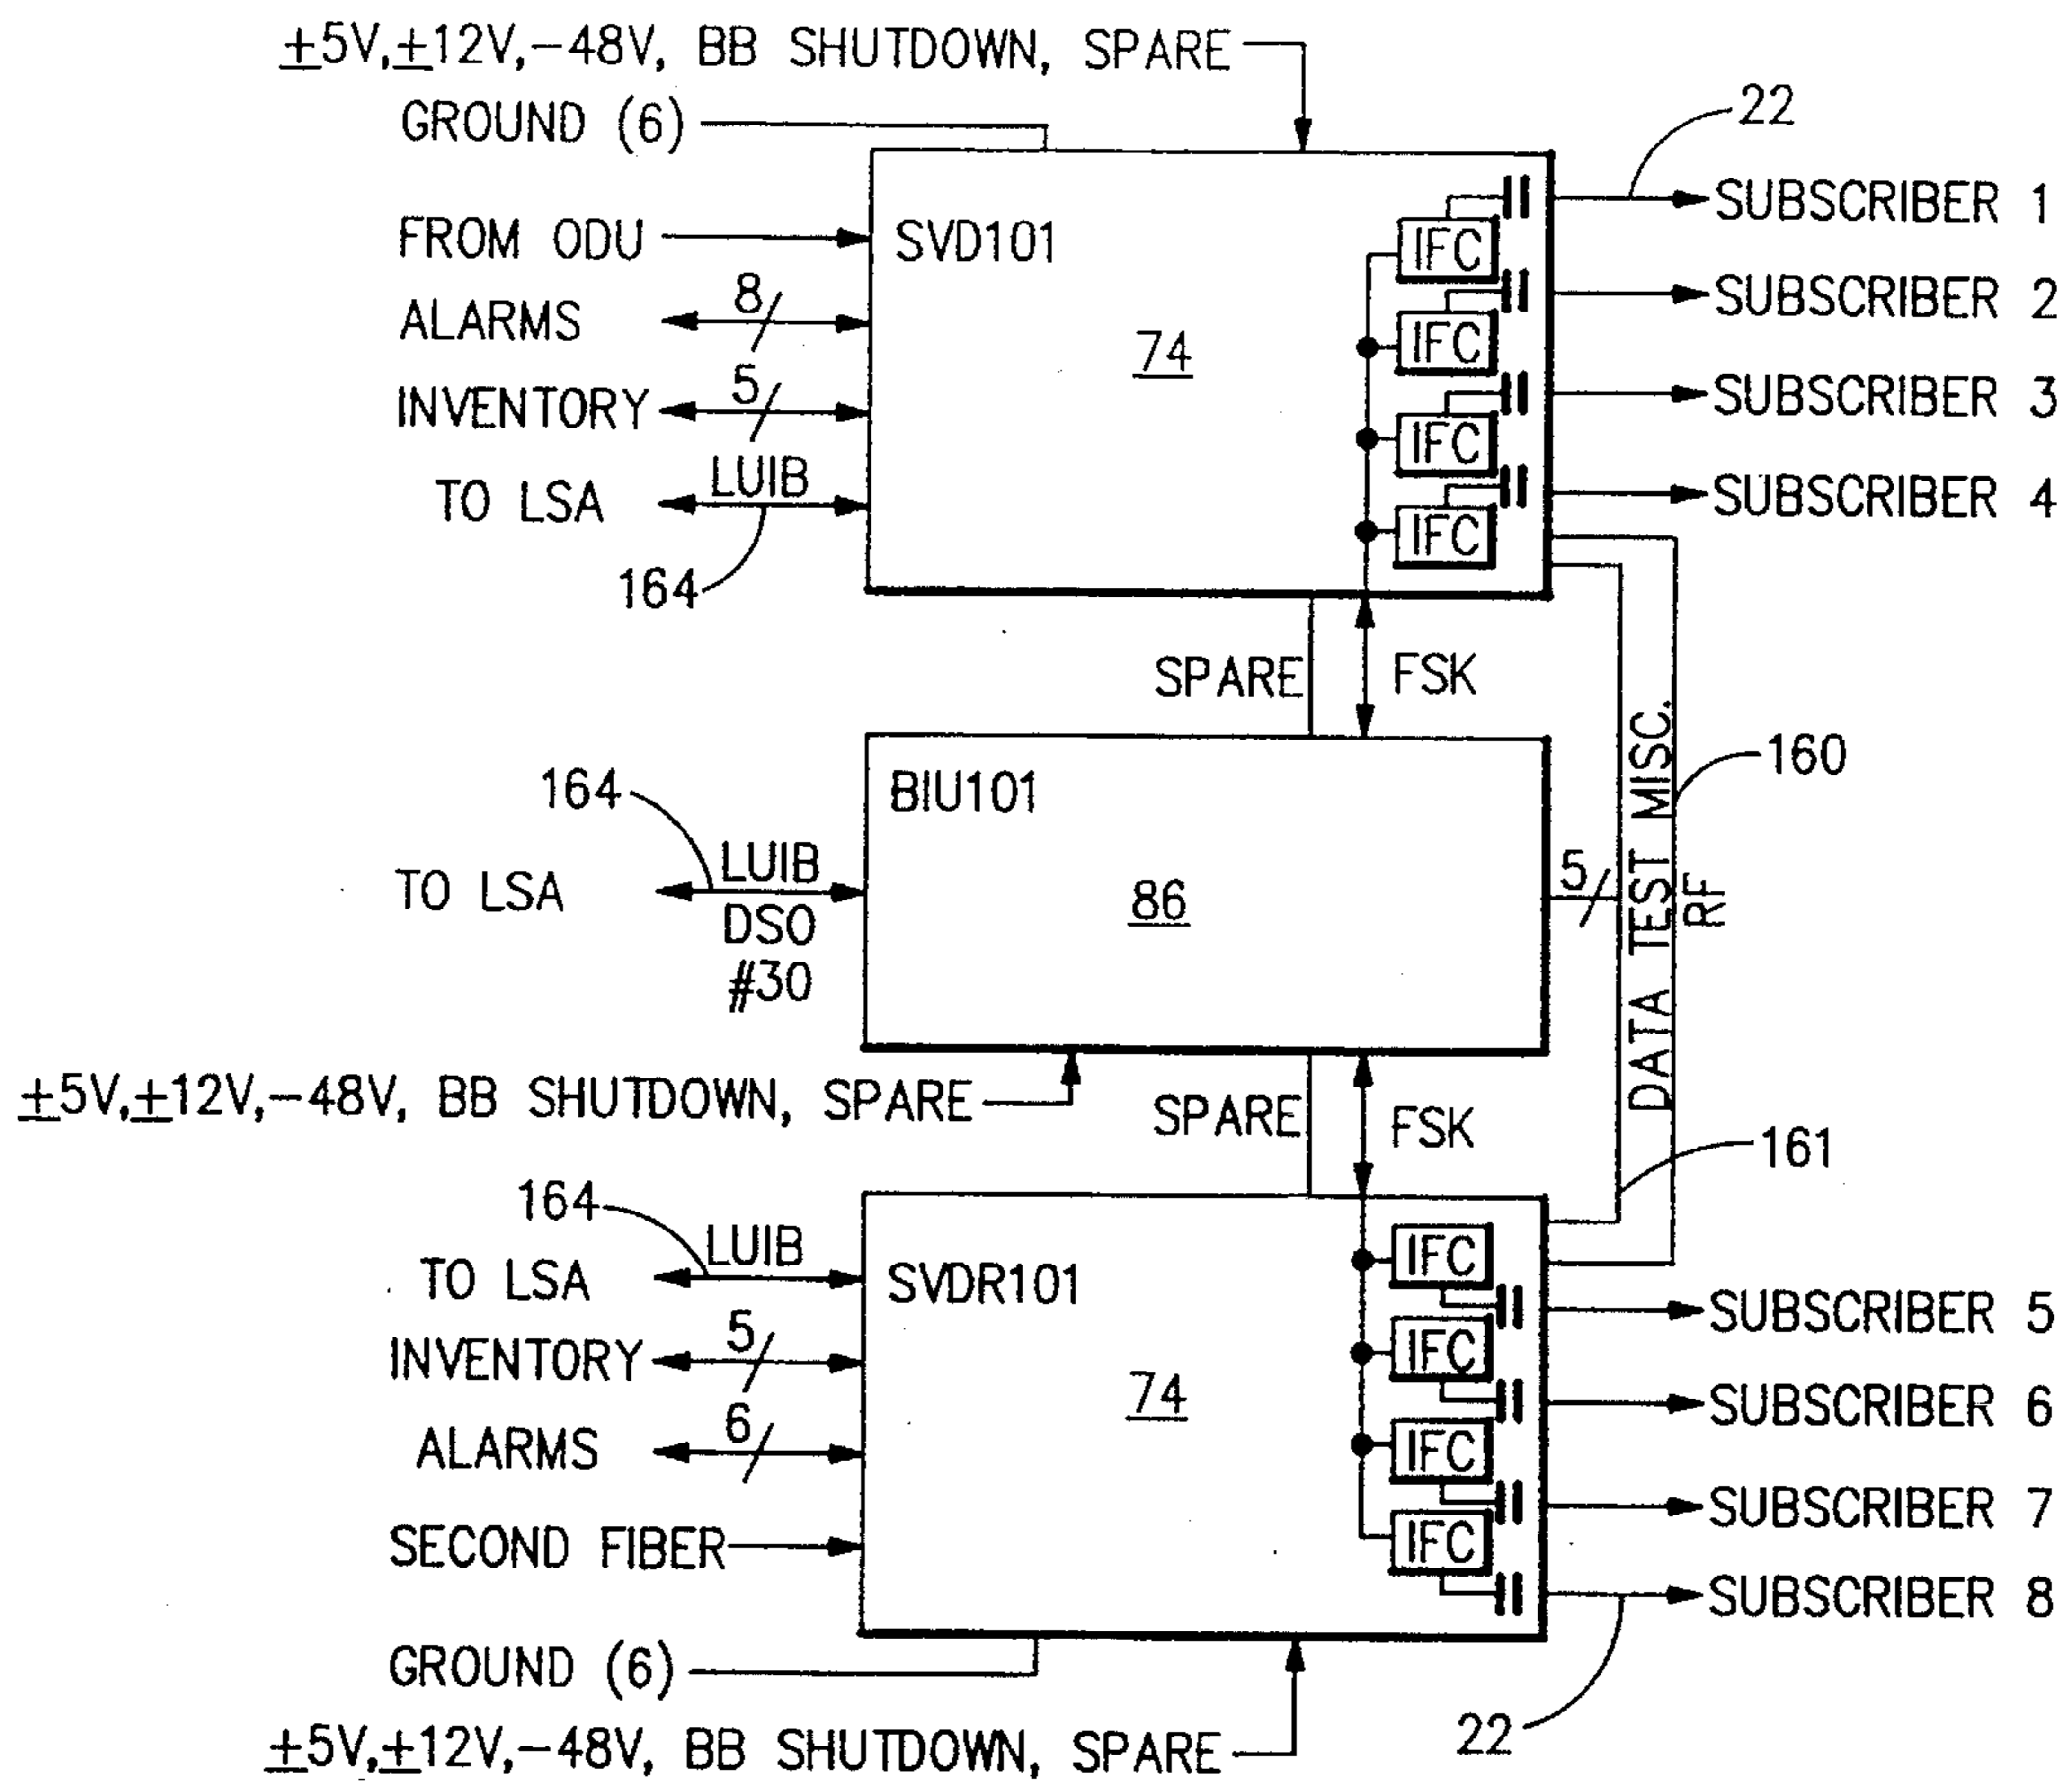 ±5V,±12V,-48V, BB SHUTDOWN, SPARE
GROUND (6)
22
SUBSCRIBER 1
FROM ODU
SVD101
IFC
ALARMS
8
74
SUBSCRIBER 2
IFC
INVENTORY
5
SUBSCRIBER 3
IFC
TO LSA
LUIB
SUBSCRIBER 4
IFC
164
SPARE
FSK
BIU101
164
TO LSA
LUIB
DSO
#30
86
5
DATA TEST MISC.
RF
160
±5V,±12V,-48V, BB SHUTDOWN, SPARE
SPARE
FSK
161
164
TO LSA
LUIB
SVDR101
IFC
SUBSCRIBER 5
INVENTORY
5
74
IFC
SUBSCRIBER 6
ALARMS
6
IFC
SUBSCRIBER 7
SECOND FIBER
IFC
SUBSCRIBER 8
GROUND (6)
22
±5V,±12V,-48V, BB SHUTDOWN, SPARE